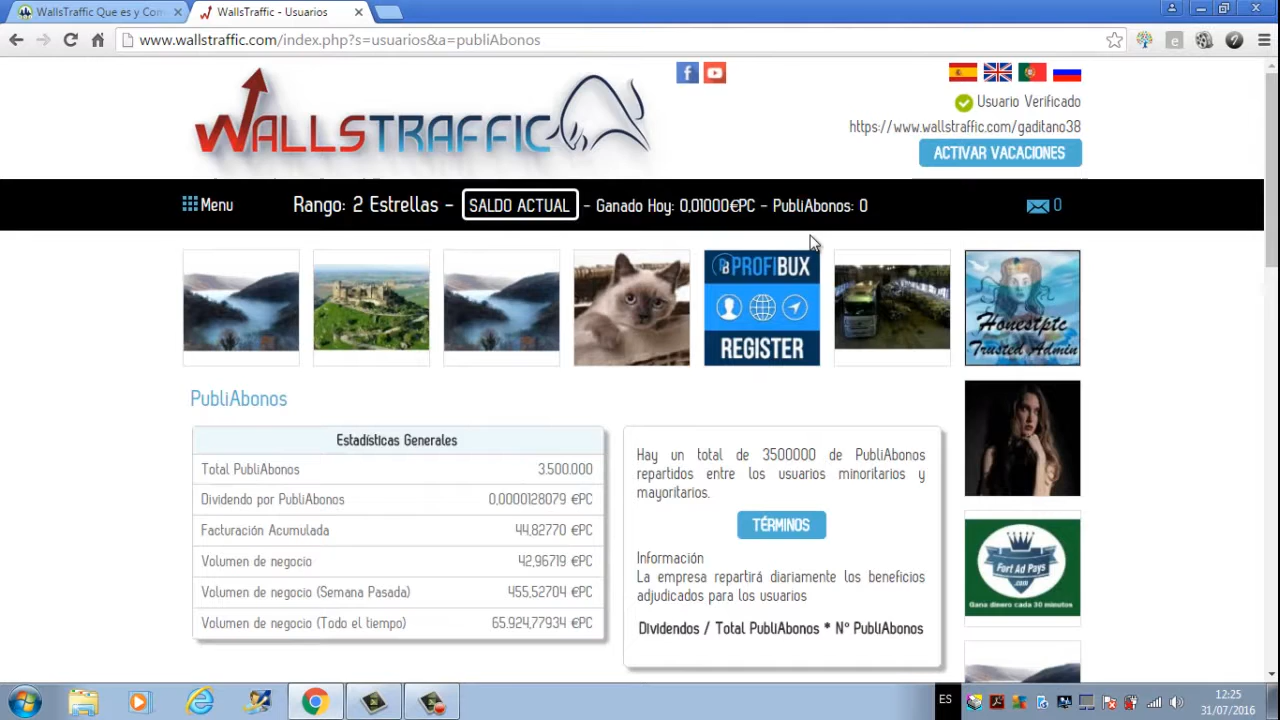 WallsTraffic Que es y Com
WallsTraffic - Usuarios
www.wallstraffic.com/index.php?s=usuarios&a=publiAbonos
WALLSTRAFFIC
Usuario Verificado
https://www.wallstraffic.com/gaditano38
ACTIVAR VACACIONES
Menu
Rango: 2 Estrellas - SALDO ACTUAL - Ganado Hoy: 0,01000€PC - PubliAbonos: 0
0
PROFIBUX
REGISTER
Honestptc
Trusted Admin
PubliAbonos
Estadísticas Generales
Total PubliAbonos 3.500.000
Dividendo por PubliAbonos 0,0000128079 €PC
Facturación Acumulada 44,82770 €PC
Volumen de negocio 42,96719 €PC
Volumen de negocio (Semana Pasada) 455,52704 €PC
Volumen de negocio (Todo el tiempo) 65.924,77934 €PC
Hay un total de 3500000 de PubliAbonos
repartidos entre los usuarios minoritarios y
mayoritarios.
TÉRMINOS
Información
La empresa repartirá diariamente los beneficios
adjudicados para los usuarios
Dividendos / Total PubliAbonos * N° PubliAbonos
Fort Ad Pays
.com
Gana dinero cada 30 minutos
ES
12:25
31/07/2016